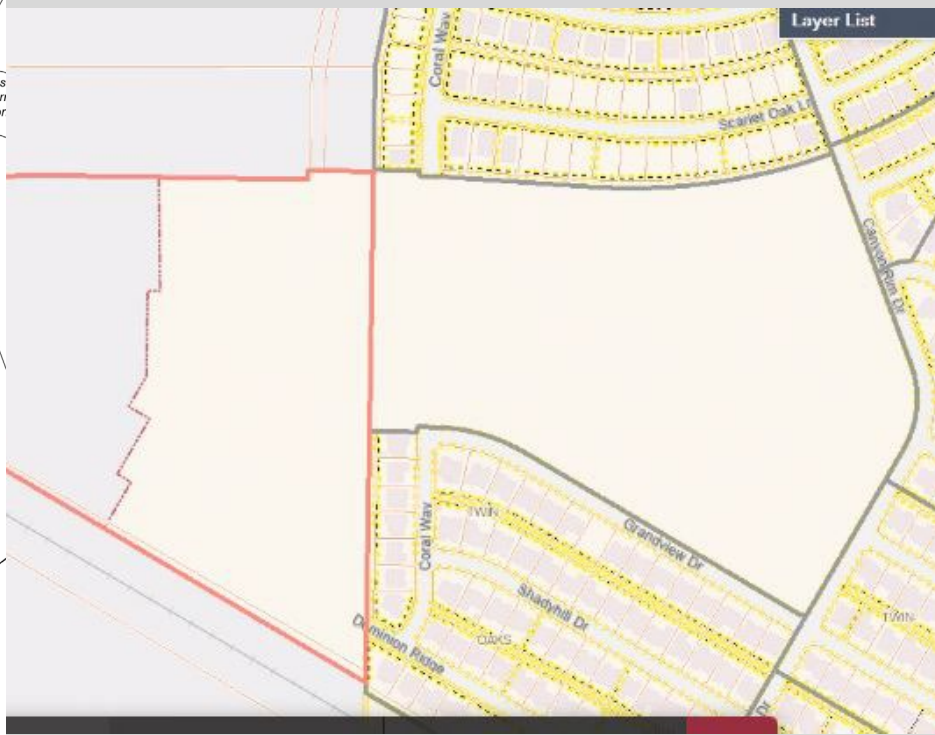 Layer List
Coral Way
Scarlet Oak Ln
Canyon Rim Dr
TWIN
Coral Way
Grandview Dr
Shadyhill Dr
TWIN
OAKS
Dominion Ridge
Dr